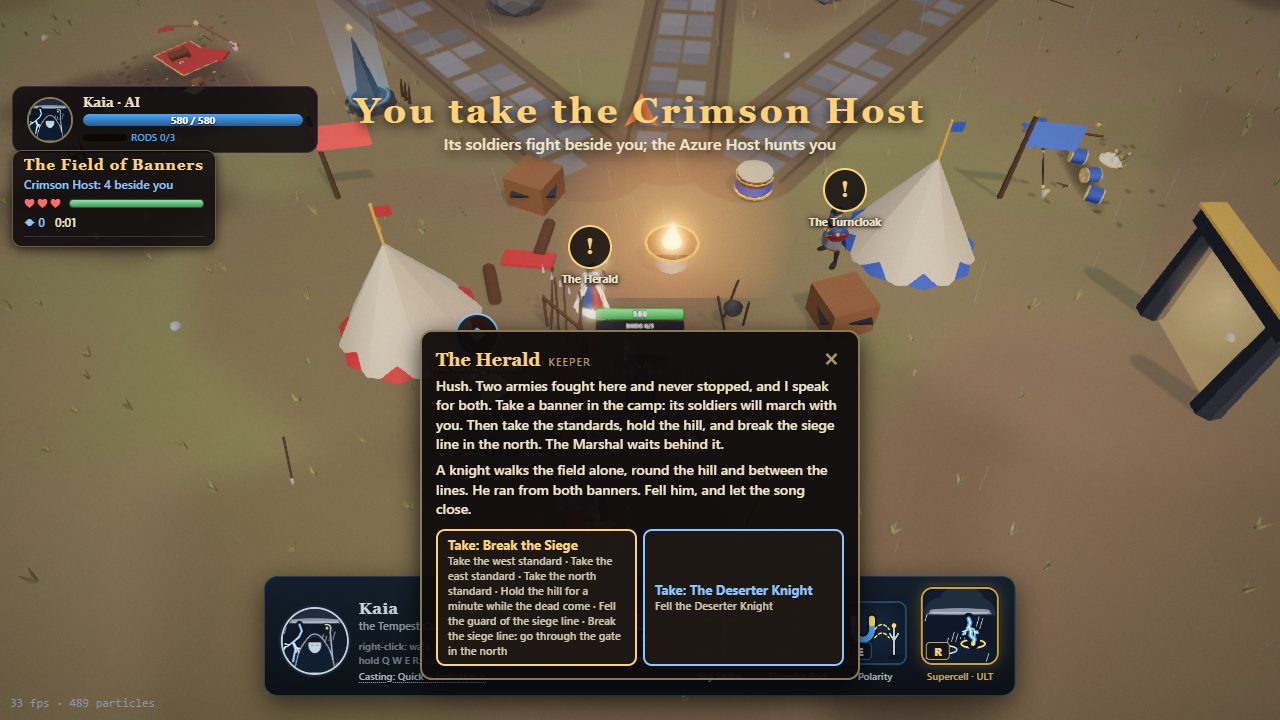 You take the Crimson Host
Its soldiers fight beside you; the Azure Host hunts you
Kaia · AI
580 / 580
RODS 0/3
The Field of Banners
Crimson Host: 4 beside you
0 0:01
!
The Turncloak
!
The Herald
580
RODS 0/3
The Herald KEEPER
×
Hush. Two armies fought here and never stopped, and I speak
for both. Take a banner in the camp: its soldiers will march with
you. Then take the standards, hold the hill, and break the siege
line in the north. The Marshal waits behind it.
A knight walks the field alone, round the hill and between the
lines. He ran from both banners. Fell him, and let the song
close.
Take: Break the Siege
Take the west standard · Take the
east standard · Take the north
standard · Hold the hill for a
minute while the dead come · Fell
the guard of the siege line · Break
the siege line: go through the gate
in the north
Take: The Deserter Knight
Fell the Deserter Knight
Kaia
the Tempest
right-click:
hold Q W E R
Casting: Quick
E
Polarity
R
Supercell · ULT
33 fps · 489 particles